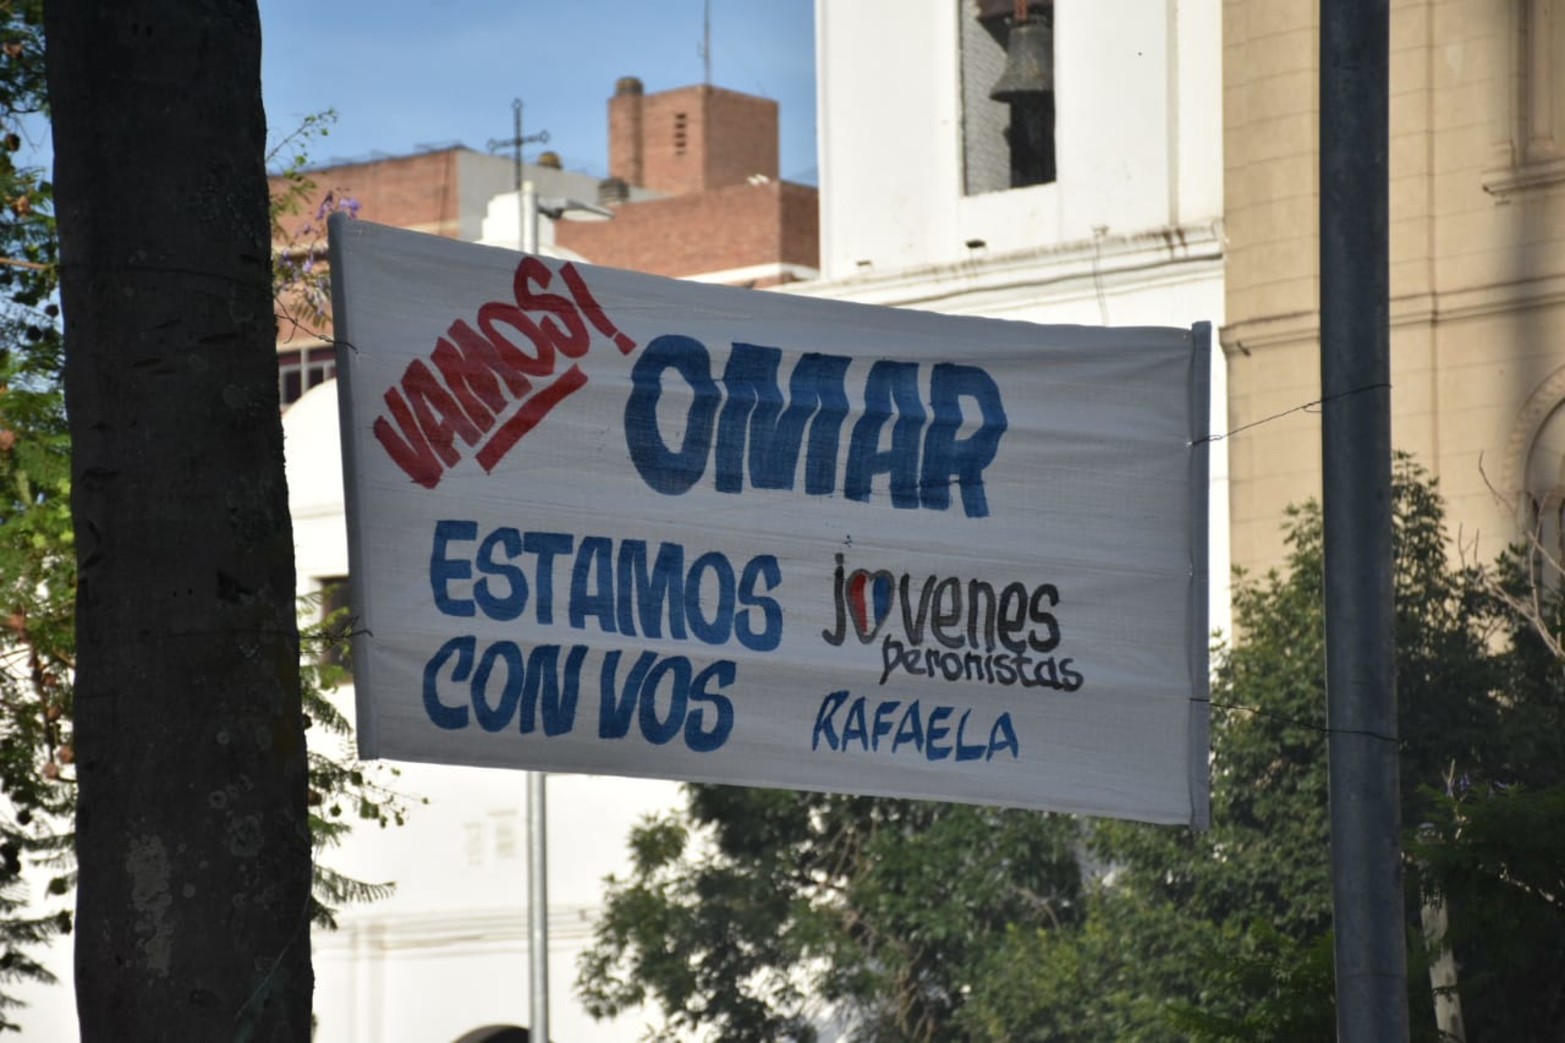 VAMOS!
OMAR
ESTAMOS
CON VOS
jovenes
peronistas
RAFAELA